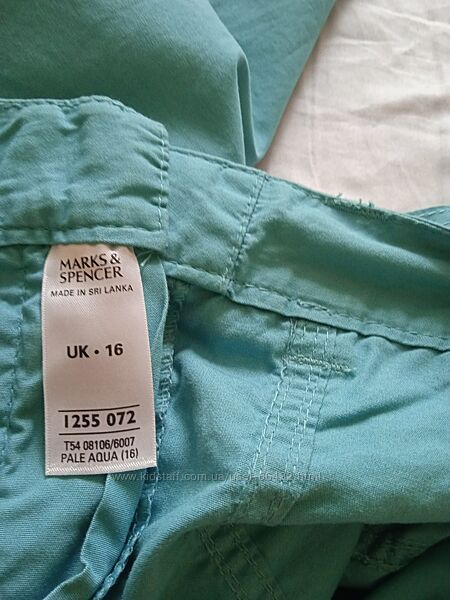 MARKS &
SPENCER
MADE IN SRI LANKA
UK • 16
1255 072
T54 08106/6007
PALE AQUA (16)